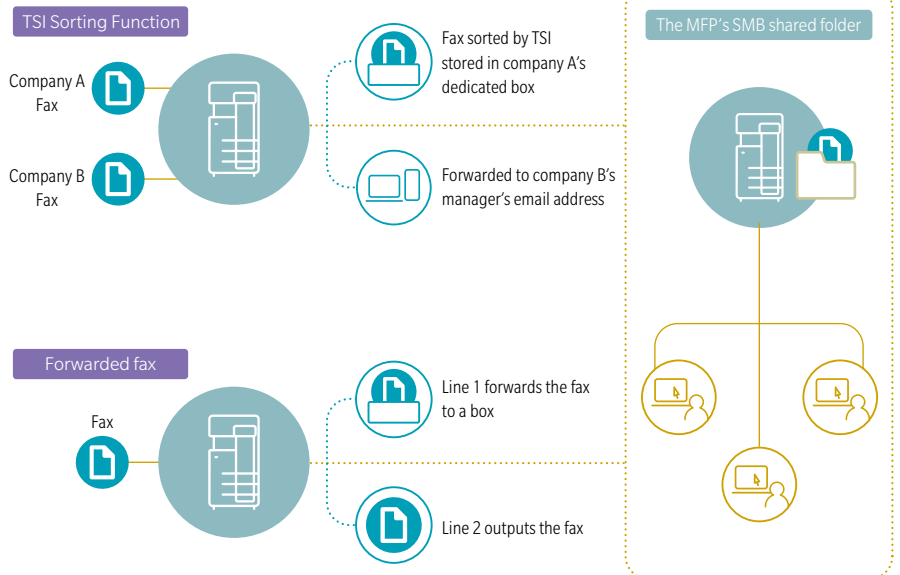 TSI Sorting Function
Company A
Fax
Company B
Fax
Fax sorted by TSI
stored in company A's
dedicated box
Forwarded to company B's
manager's email address
Forwarded fax
Fax
Line 1 forwards the fax
to a box
Line 2 outputs the fax
The MFP's SMB shared folder